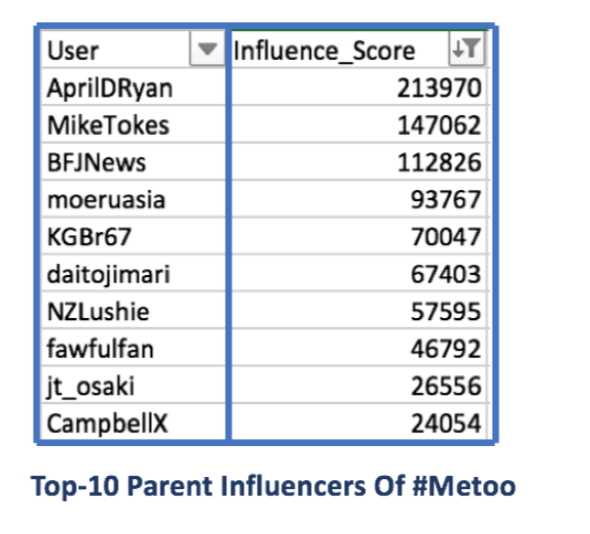 User Influence_Score
AprilDRyan 213970
MikeTokes 147062
BFJNews 112826
moeruasia 93767
KGBr67 70047
daitojimari 67403
NZLushie 57595
fawfulfan 46792
jt_osaki 26556
CampbellX 24054
Top-10 Parent Influencers Of #Metoo